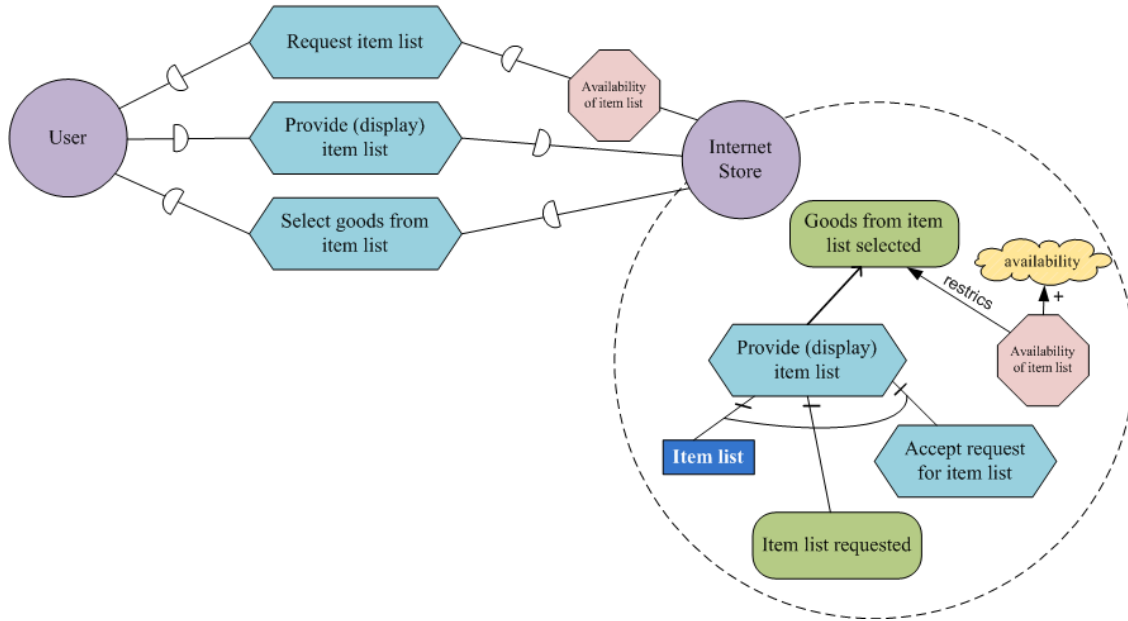 Request item list
Availability
of item list
User
Provide (display)
item list
Internet
Store
Select goods from
item list
Goods from item
list selected
availability
restrics
+
Provide (display)
item list
Availability
of item list
Item list
Accept request
for item list
Item list requested